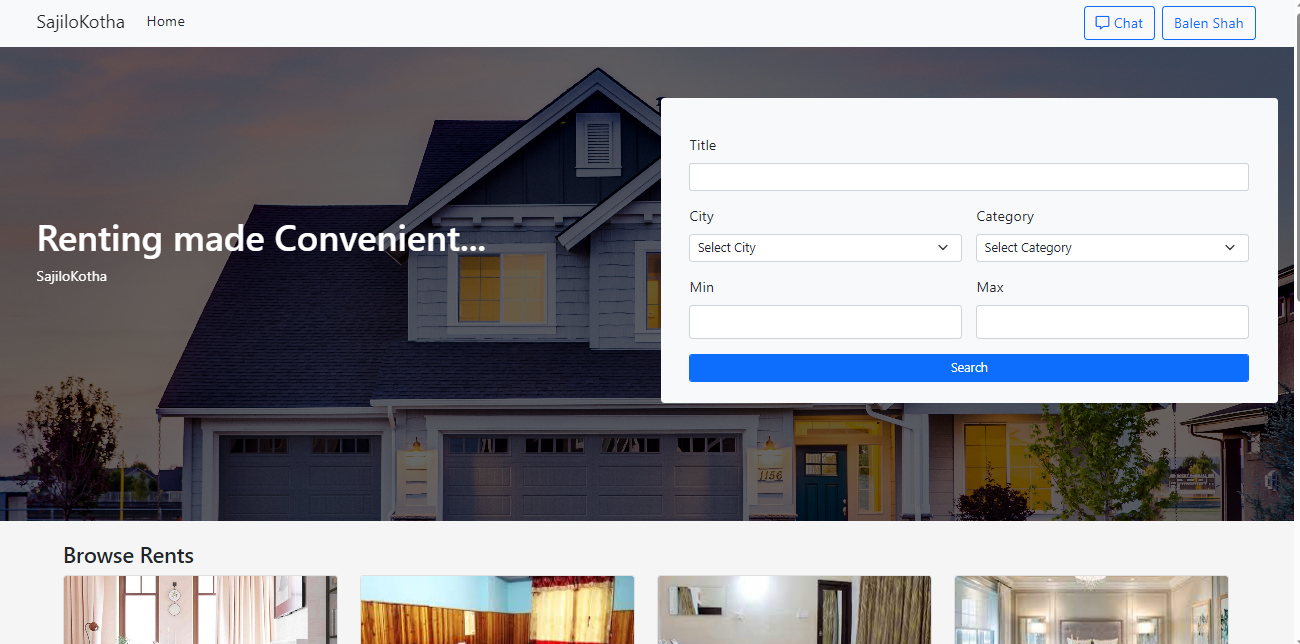 SajiloKotha Home Chat Balen Shah
Title
Renting made Convenient...
SajiloKotha
City Category
Select City Select Category
Min Max
Search
1156
Browse Rents